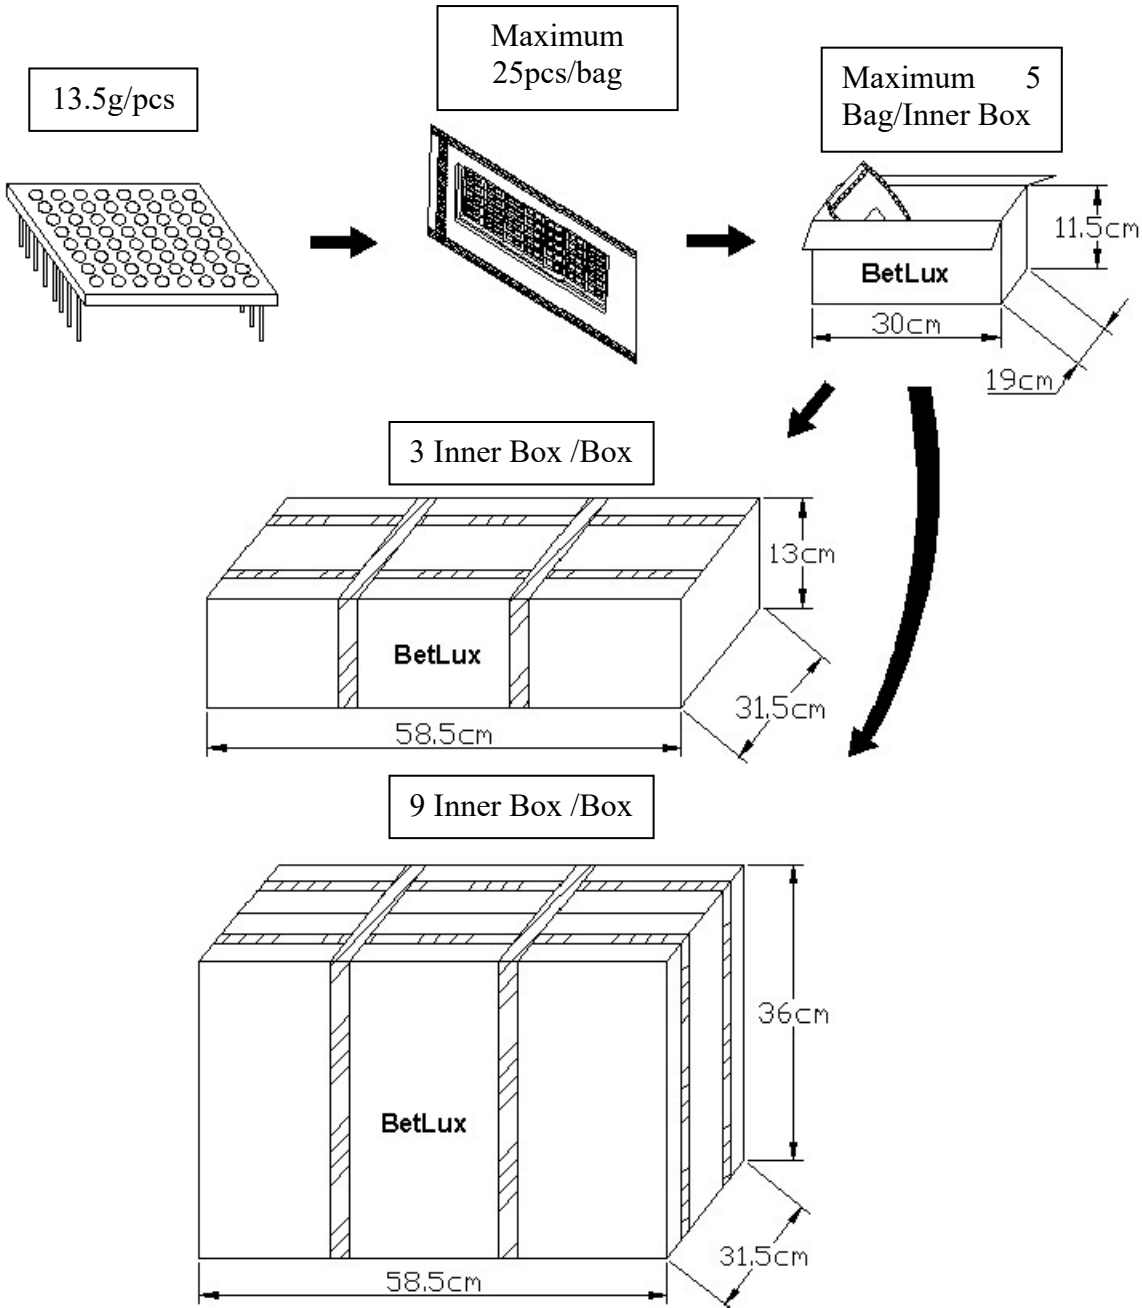 Maximum
25pcs/bag
13.5g/pcs
Maximum 5
Bag/Inner Box
11.5cm
BetLux
30cm
19cm
3 Inner Box /Box
13cm
BetLux
31.5cm
58.5cm
9 Inner Box /Box
36cm
BetLux
31.5cm
58.5cm